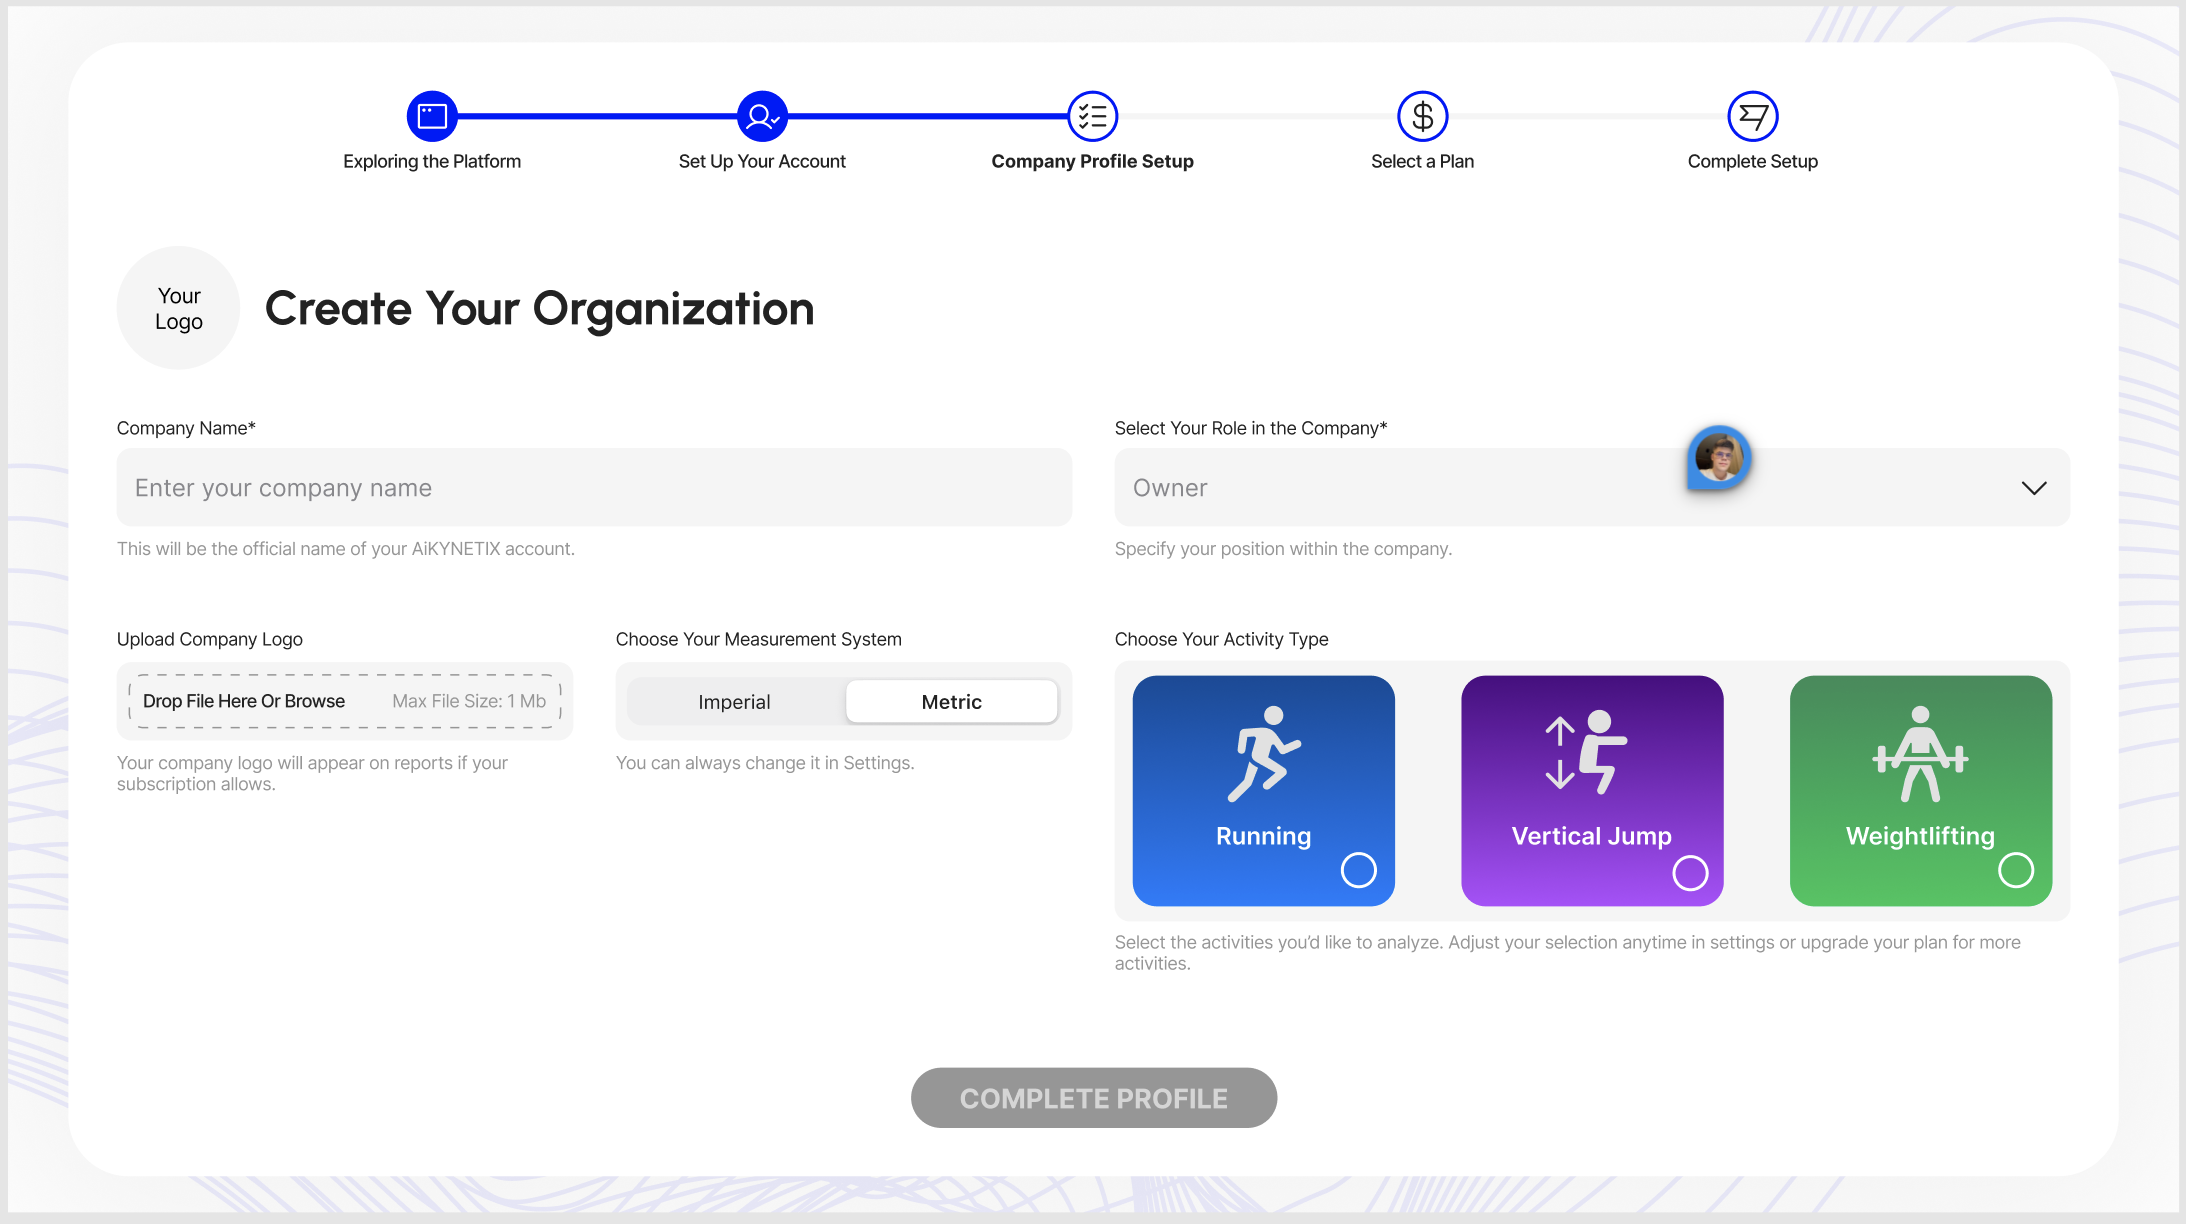 Exploring the Platform
Set Up Your Account
Company Profile Setup
Select a Plan
Complete Setup
Your
Logo
Create Your Organization
Company Name*
Enter your company name
This will be the official name of your AiKYNETIX account.
Select Your Role in the Company*
Owner
Specify your position within the company.
Upload Company Logo
Drop File Here Or Browse
Max File Size: 1 Mb
Your company logo will appear on reports if your
subscription allows.
Choose Your Measurement System
Imperial
Metric
You can always change it in Settings.
Choose Your Activity Type
Running
Vertical Jump
Weightlifting
Select the activities you’d like to analyze. Adjust your selection anytime in settings or upgrade your plan for more
activities.
COMPLETE PROFILE